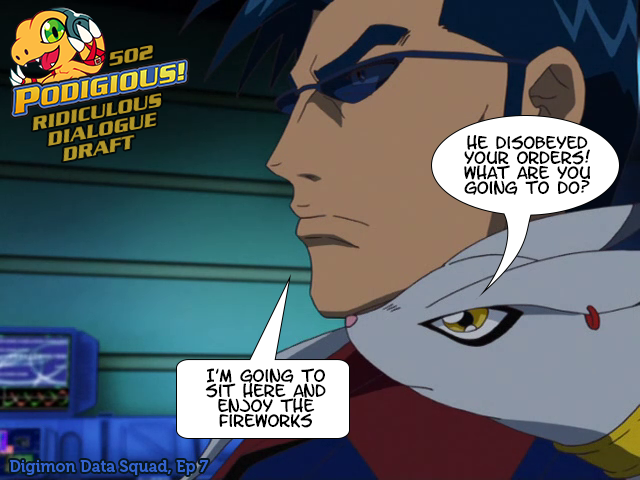 502
PODIGIOUS!
RIDICULOUS
DIALOGUE
DRAFT
HE DISOBEYED
YOUR ORDERS!
WHAT ARE YOU
GOING TO DO?
I'M GOING TO
SIT HERE AND
ENJOY THE
FIREWORKS
Digimon Data Squad, Ep 7